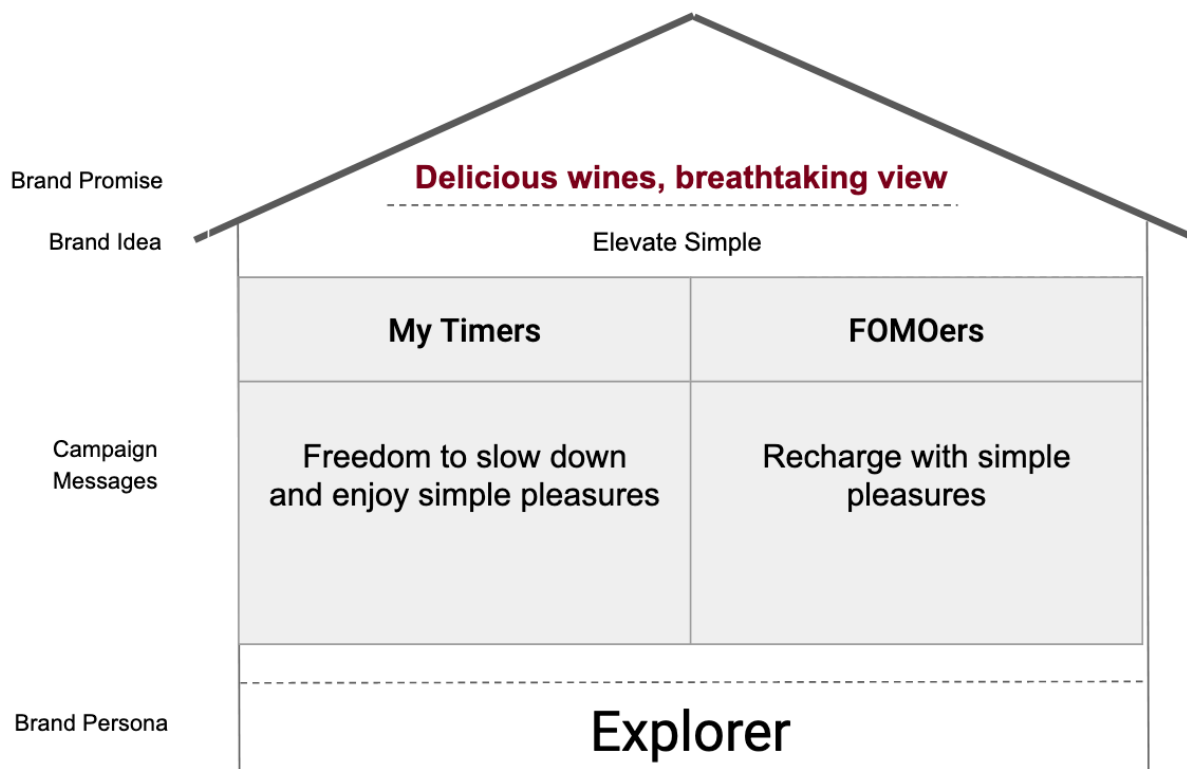 Brand Promise
Delicious wines, breathtaking view
Brand Idea
Elevate Simple
My Timers
FOMOers
Campaign
Messages
Freedom to slow down
and enjoy simple pleasures
Recharge with simple
pleasures
Brand Persona
Explorer